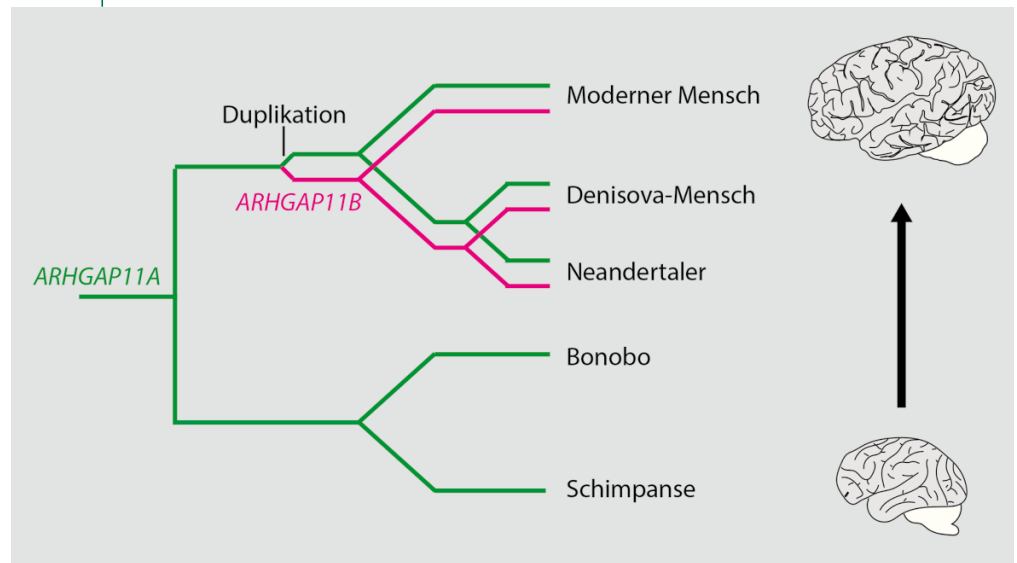 Duplikation
Moderner Mensch
ARHGAP11B
Denisova-Mensch
ARHGAP11A
Neandertaler
Bonobo
Schimpanse